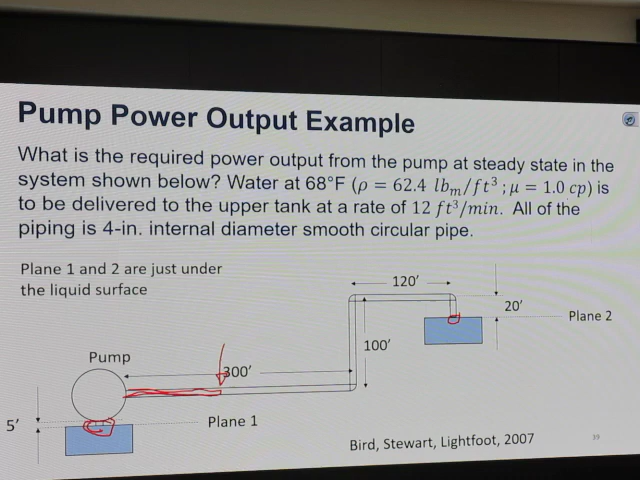 Pump Power Output Example
What is the required power output from the pump at steady state in the
system shown below? Water at 68°F (ρ = 62.4 lbₘ/ft³; μ = 1.0 cp) is
to be delivered to the upper tank at a rate of 12 ft³/min. All of the
piping is 4-in. internal diameter smooth circular pipe.
Plane 1 and 2 are just under
the liquid surface
120′
20′
Plane 2
100′
Pump
300′
5′
Plane 1
Bird, Stewart, Lightfoot, 2007
39